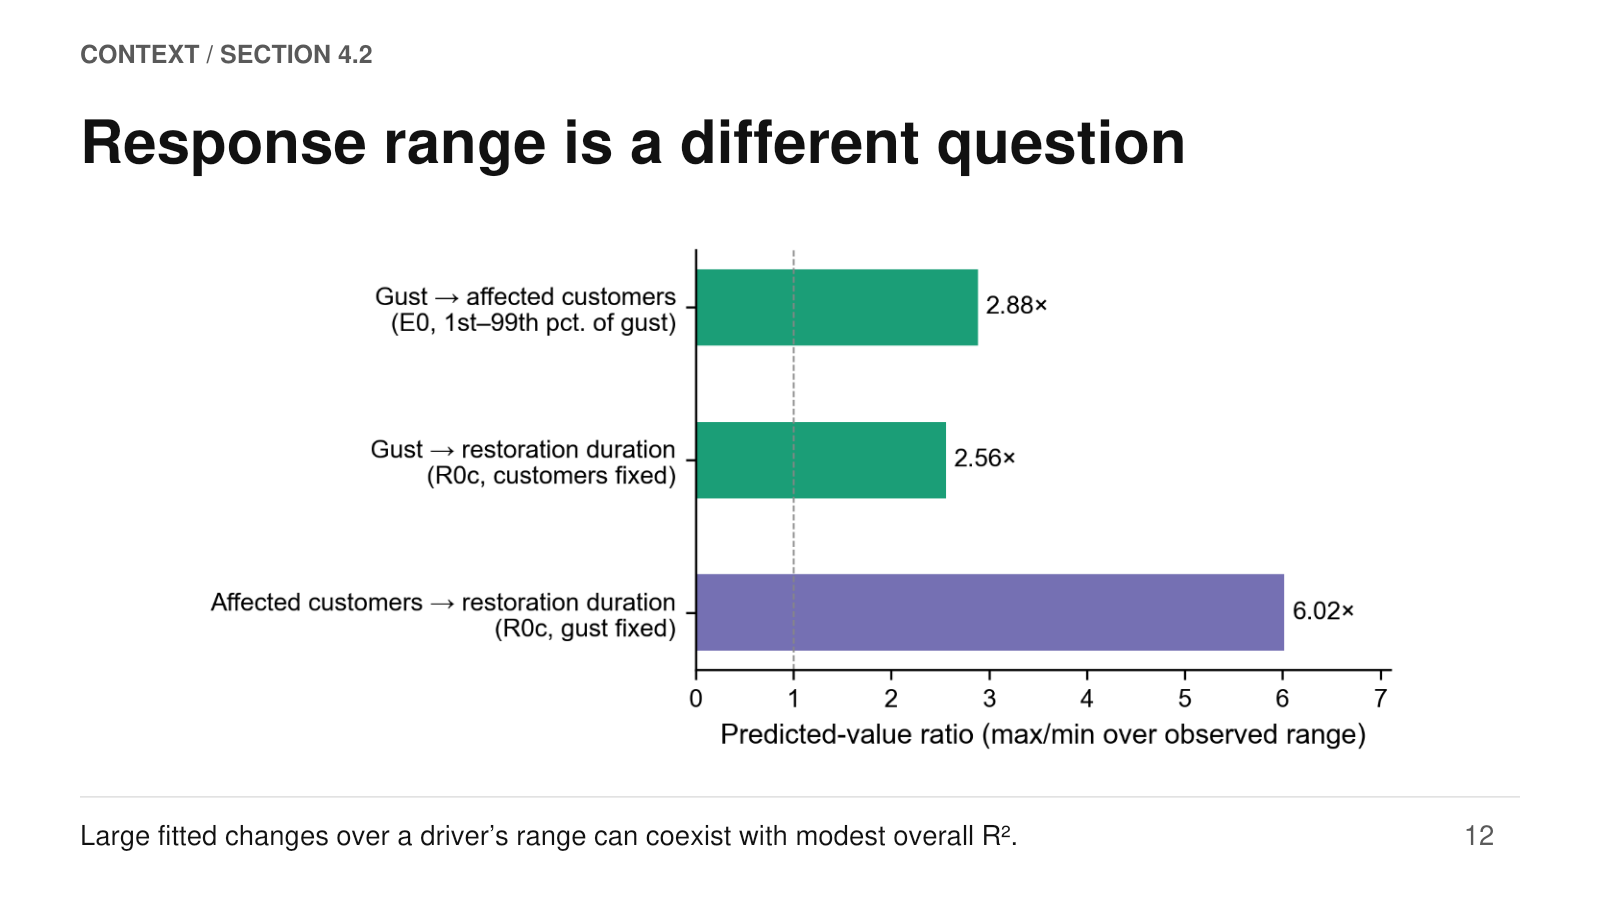 CONTEXT / SECTION 4.2
Response range is a different question
Gust → affected customers
(E0, 1st–99th pct. of gust)
2.88×
Gust → restoration duration
(R0c, customers fixed)
2.56×
Affected customers → restoration duration
(R0c, gust fixed)
6.02×
0 1 2 3 4 5 6 7
Predicted-value ratio (max/min over observed range)
Large fitted changes over a driver’s range can coexist with modest overall R².
12